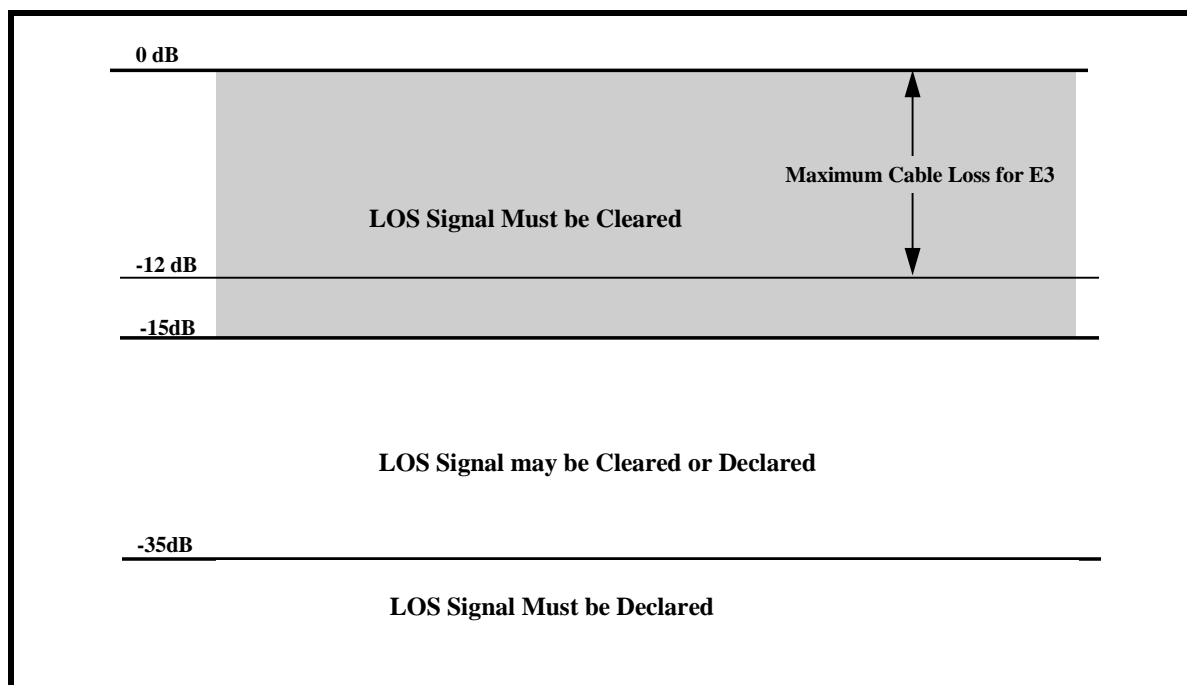 0 dB
Maximum Cable Loss for E3
LOS Signal Must be Cleared
-12 dB
-15dB
LOS Signal may be Cleared or Declared
-35dB
LOS Signal Must be Declared